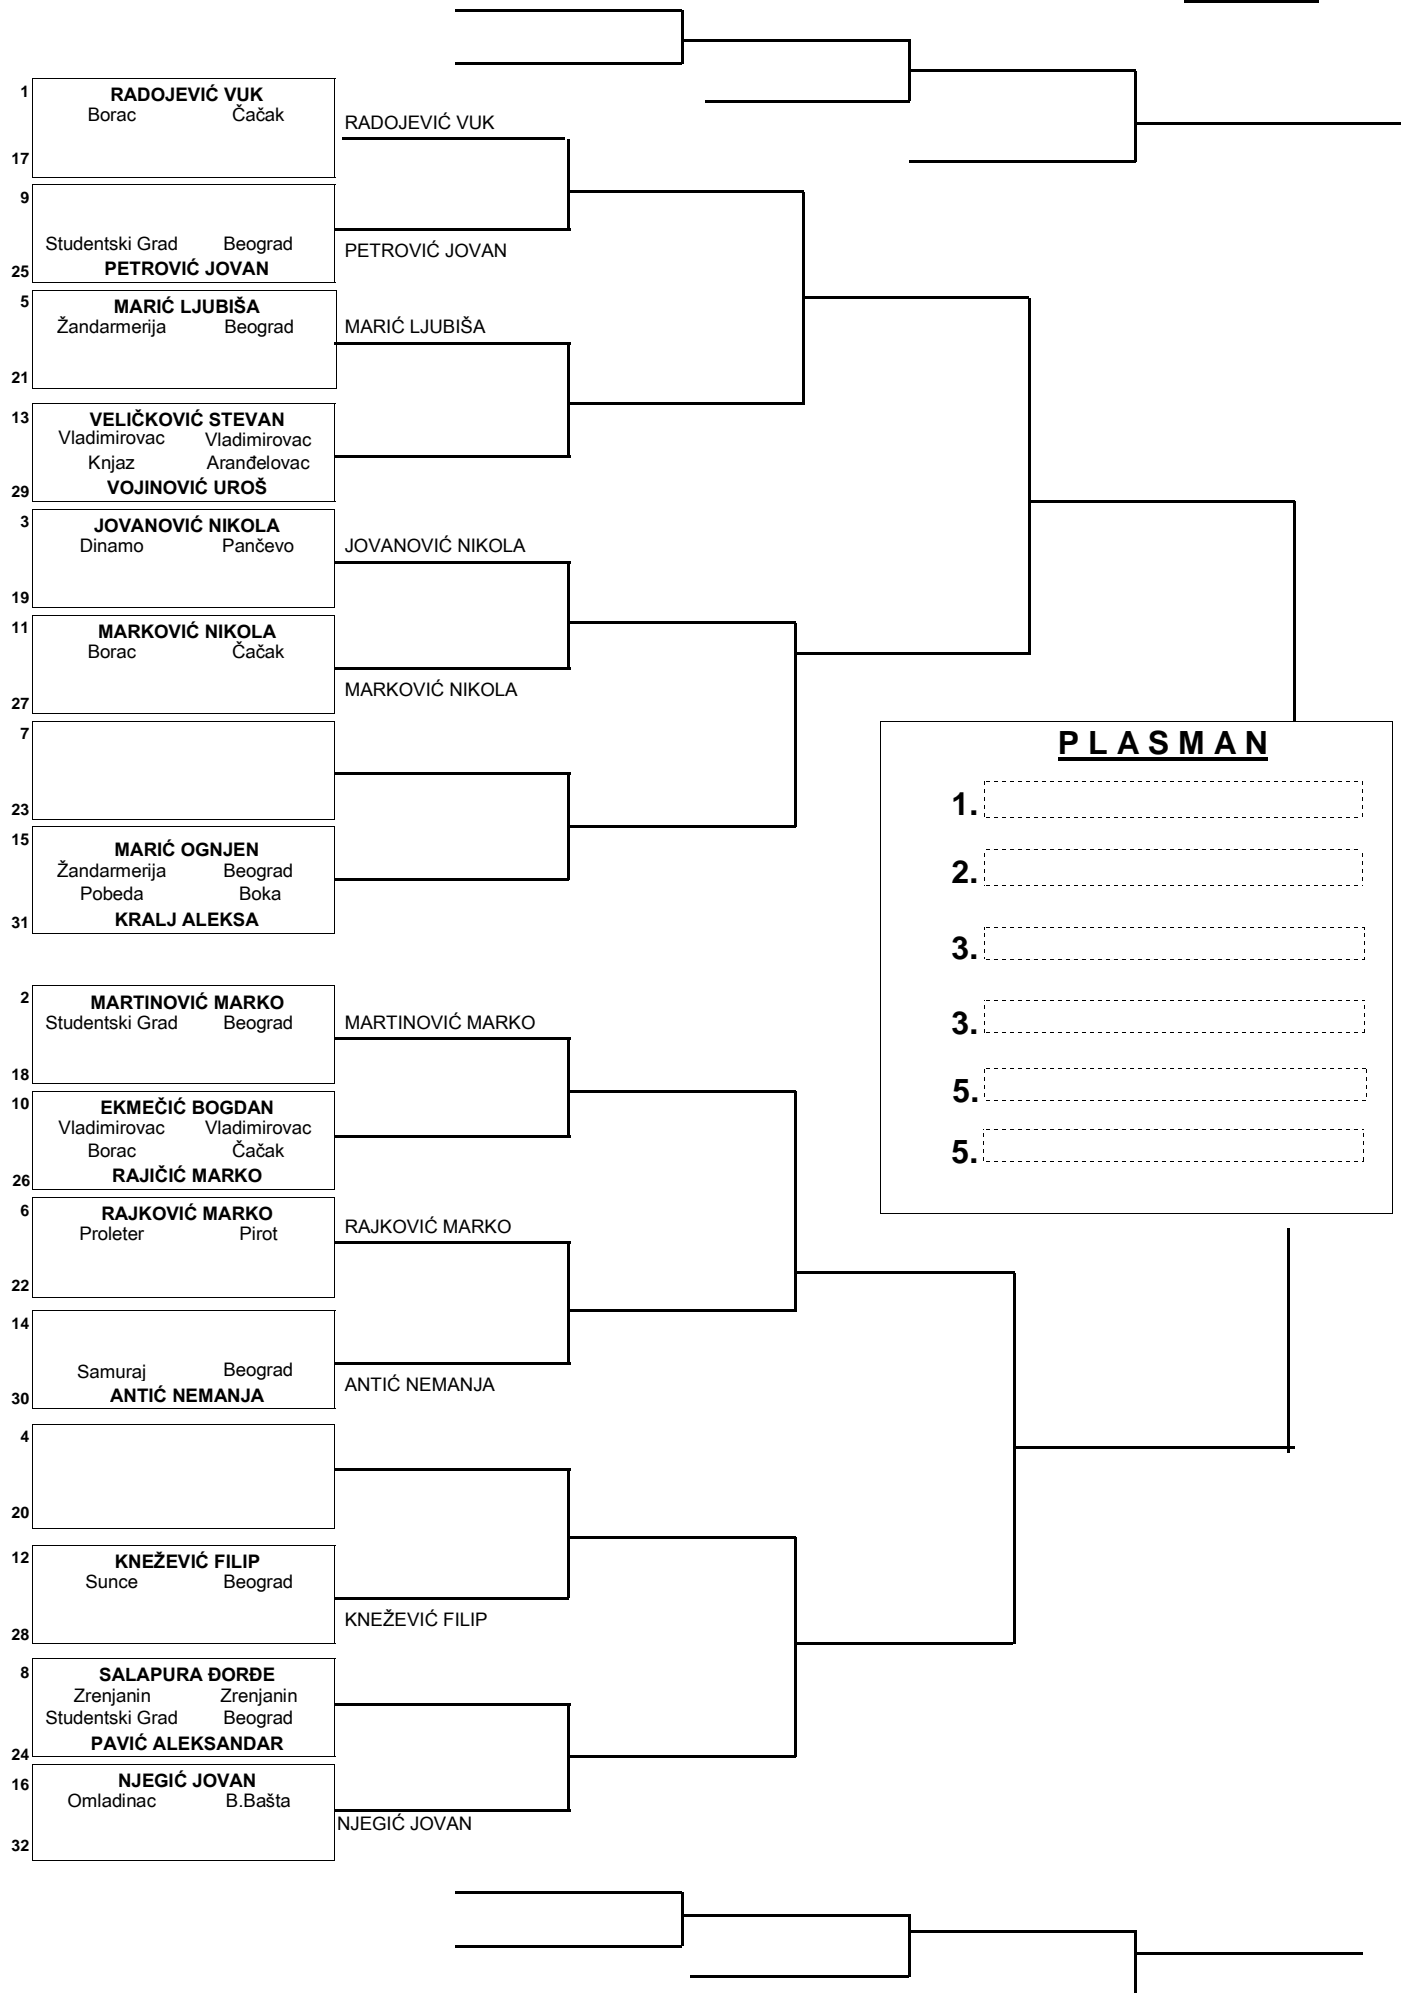 1
RADOJEVIĆ VUK
Borac Čačak
RADOJEVIĆ VUK
17
9
Studentski Grad Beograd
PETROVIĆ JOVAN
25 PETROVIĆ JOVAN
5
MARIĆ LJUBIŠA
Žandarmerija Beograd
MARIĆ LJUBIŠA
21
13
VELIČKOVIĆ STEVAN
Vladimirovac Vladimirovac
Knjaz Aranđelovac
29 VOJINOVIĆ UROŠ
3
JOVANOVIĆ NIKOLA
Dinamo Pančevo
JOVANOVIĆ NIKOLA
19
11
MARKOVIĆ NIKOLA
Borac Čačak
MARKOVIĆ NIKOLA
27
7
23
15
MARIĆ OGNJEN
Žandarmerija Beograd
Pobeda Boka
31 KRALJ ALEKSA
PLASMAN
1.
2.
3.
3.
5.
5.
2
MARTINOVIĆ MARKO
Studentski Grad Beograd
MARTINOVIĆ MARKO
18
10
EKMEČIĆ BOGDAN
Vladimirovac Vladimirovac
Borac Čačak
26 RAJIČIĆ MARKO
6
RAJKOVIĆ MARKO
Proleter Pirot
RAJKOVIĆ MARKO
22
14
Samuraj Beograd
ANTIĆ NEMANJA
30 ANTIĆ NEMANJA
4
20
12
KNEŽEVIĆ FILIP
Sunce Beograd
KNEŽEVIĆ FILIP
28
8
SALAPURA ĐORĐE
Zrenjanin Zrenjanin
Studentski Grad Beograd
24 PAVIĆ ALEKSANDAR
16
NJEGIĆ JOVAN
Omladinac B.Bašta
NJEGIĆ JOVAN
32